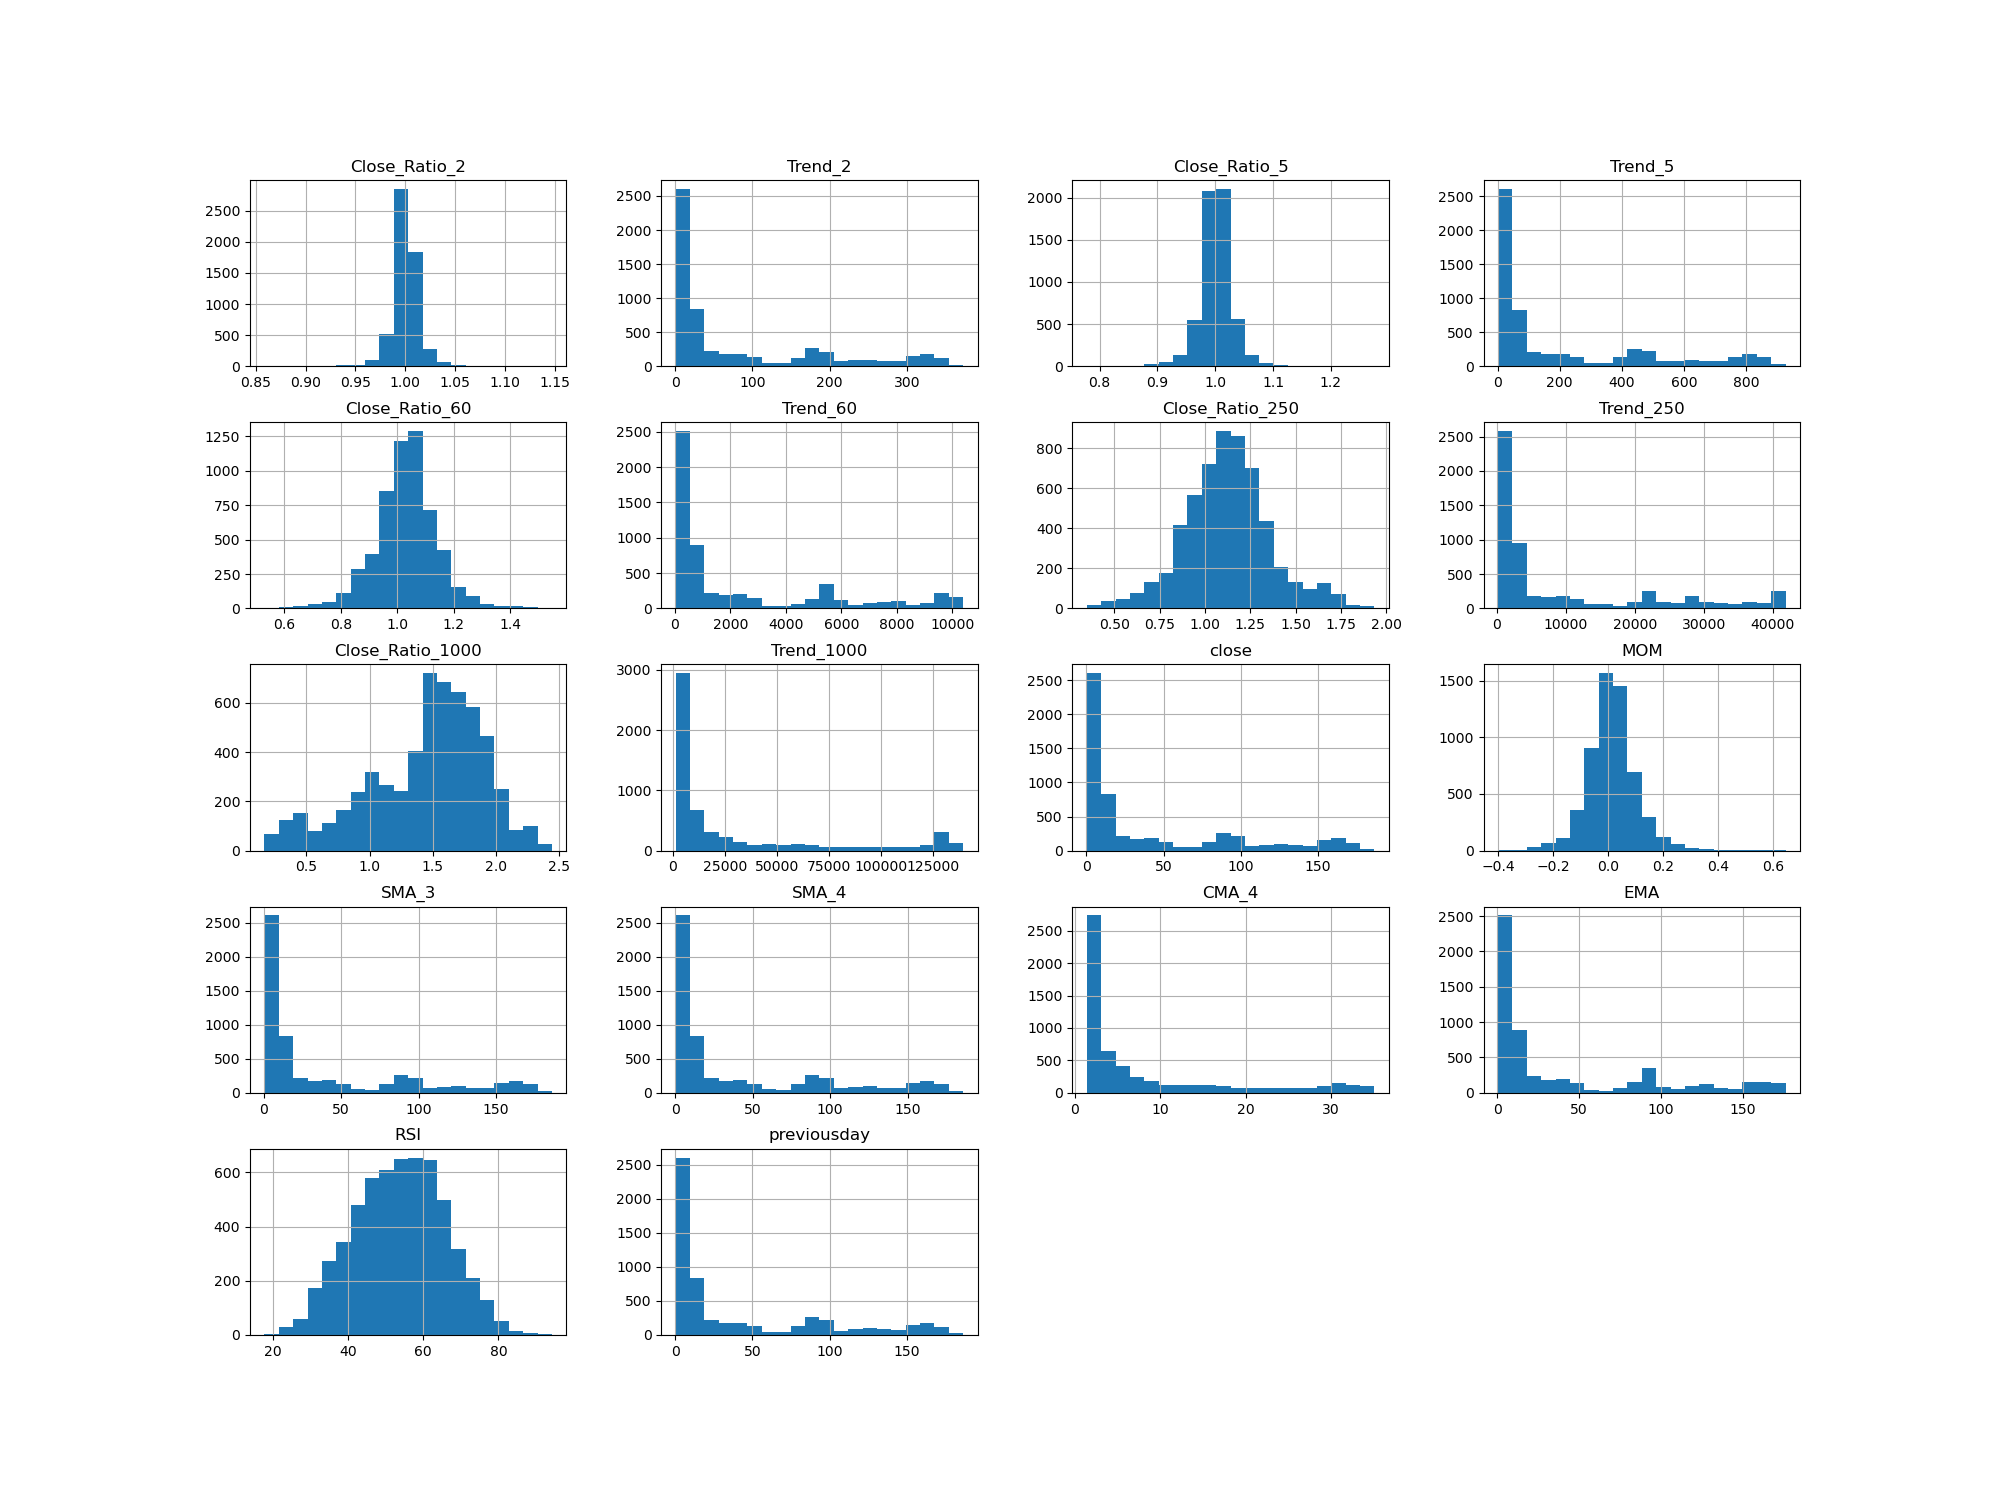 Close_Ratio_2
2500
2000
1500
1000
500
0
0.85 0.90 0.95 1.00 1.05 1.10 1.15
Trend_2
2500
2000
1500
1000
500
0
0 100 200 300
Close_Ratio_5
2000
1500
1000
500
0
0.8 0.9 1.0 1.1 1.2
Trend_5
2500
2000
1500
1000
500
0
0 200 400 600 800
Close_Ratio_60
1250
1000
750
500
250
0
0.6 0.8 1.0 1.2 1.4
Trend_60
2500
2000
1500
1000
500
0
0 2000 4000 6000 8000 10000
Close_Ratio_250
800
600
400
200
0
0.50 0.75 1.00 1.25 1.50 1.75 2.00
Trend_250
2500
2000
1500
1000
500
0
0 10000 20000 30000 40000
Close_Ratio_1000
600
400
200
0
0.5 1.0 1.5 2.0 2.5
Trend_1000
3000
2000
1000
0
0 25000 50000 75000 100000 125000
close
2500
2000
1500
1000
500
0
0 50 100 150
MOM
1500
1000
500
0
−0.4 −0.2 0.0 0.2 0.4 0.6
SMA_3
2500
2000
1500
1000
500
0
0 50 100 150
SMA_4
2500
2000
1500
1000
500
0
0 50 100 150
CMA_4
2500
2000
1500
1000
500
0
0 10 20 30
EMA
2500
2000
1500
1000
500
0
0 50 100 150
RSI
600
400
200
0
20 40 60 80
previousday
2500
2000
1500
1000
500
0
0 50 100 150